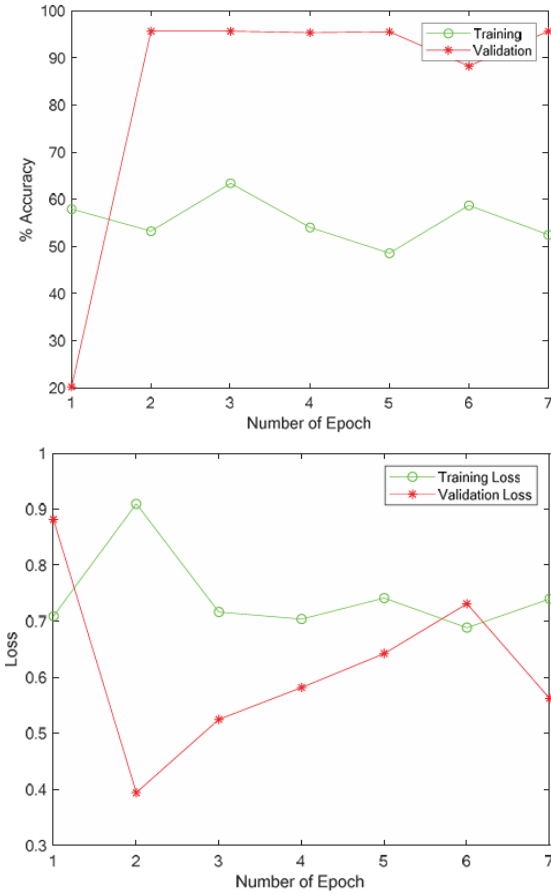 100
90
80
70
60
50
40
30
20
% Accuracy
Training
Validation
1 2 3 4 5 6 7
Number of Epoch
1
0.9
0.8
0.7
0.6
0.5
0.4
0.3
Loss
Training Loss
Validation Loss
1 2 3 4 5 6 7
Number of Epoch